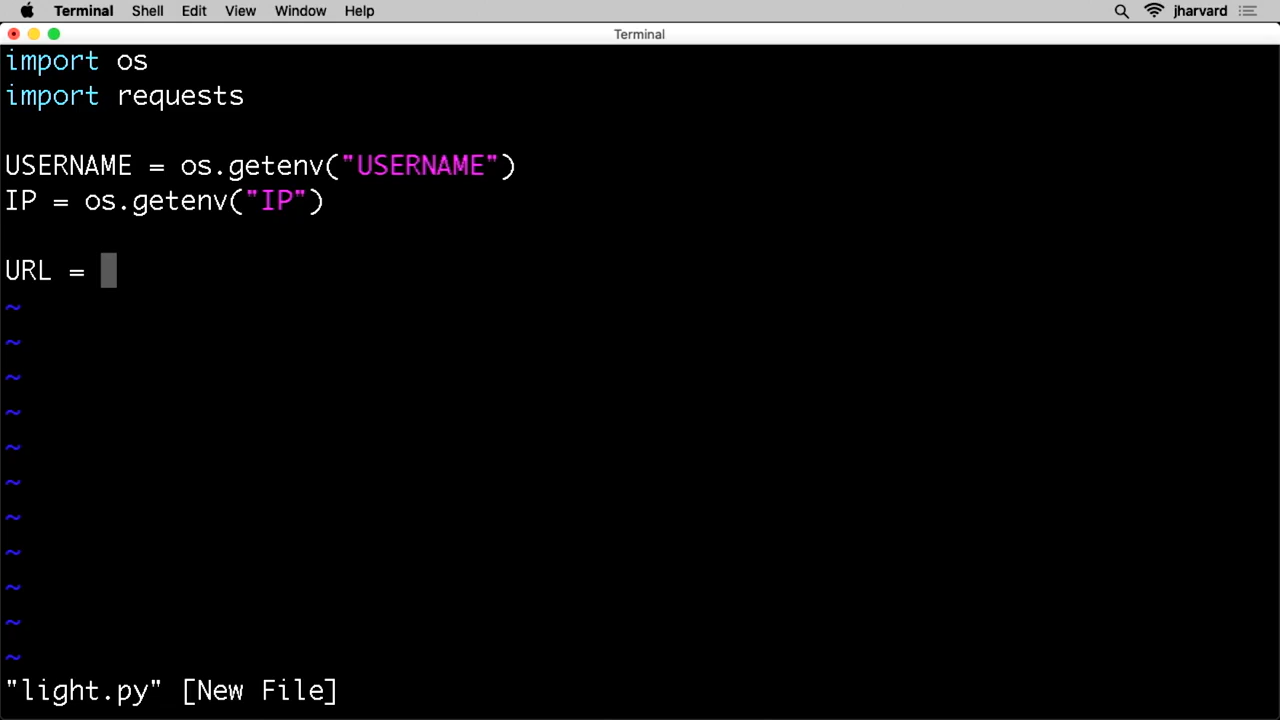 Terminal Shell Edit View Window Help jharvard
Terminal
import os
import requests
USERNAME = os.getenv("USERNAME")
IP = os.getenv("IP")
URL =
~
~
~
~
~
~
~
~
~
~
~
"light.py" [New File]